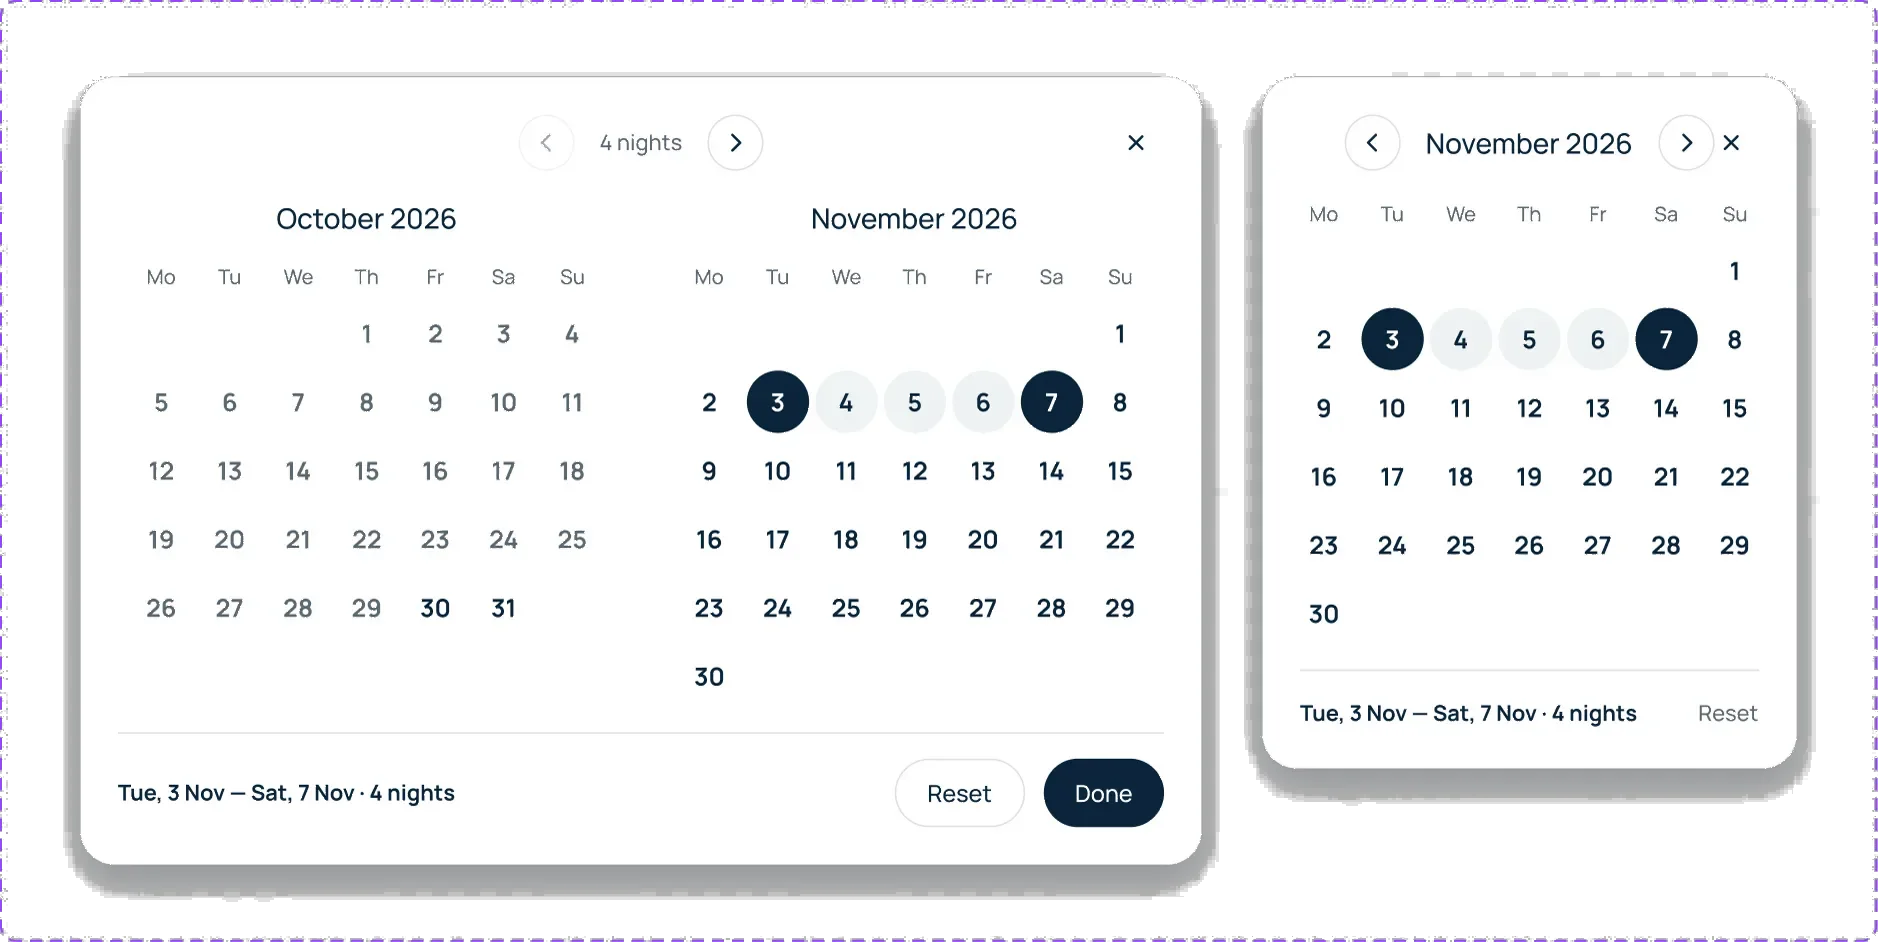 4 nights
October 2026
Mo Tu We Th Fr Sa Su
1 2 3 4
5 6 7 8 9 10 11
12 13 14 15 16 17 18
19 20 21 22 23 24 25
26 27 28 29 30 31
November 2026
Mo Tu We Th Fr Sa Su
1
2 3 4 5 6 7 8
9 10 11 12 13 14 15
16 17 18 19 20 21 22
23 24 25 26 27 28 29
30
Tue, 3 Nov — Sat, 7 Nov · 4 nights
Reset Done
November 2026
Mo Tu We Th Fr Sa Su
1
2 3 4 5 6 7 8
9 10 11 12 13 14 15
16 17 18 19 20 21 22
23 24 25 26 27 28 29
30
Tue, 3 Nov — Sat, 7 Nov · 4 nights Reset